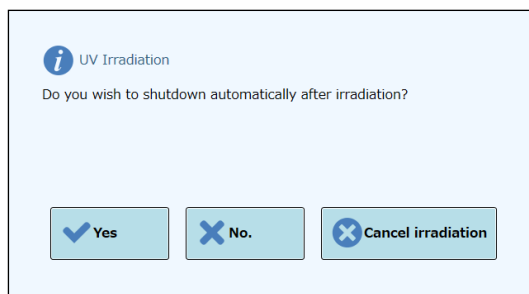 UV Irradiation
Do you wish to shutdown automatically after irradiation?
Yes
No.
Cancel irradiation